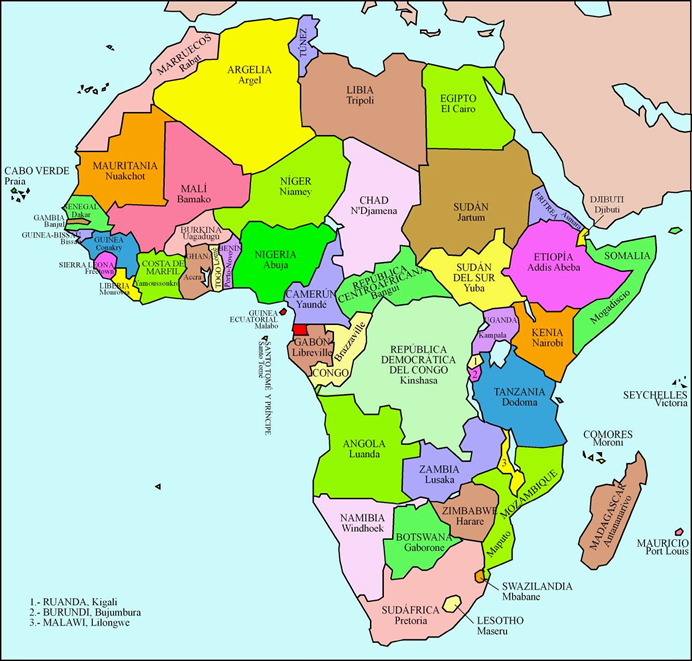 MARRUECOS
Rabat
TÚNEZ
ARGELIA
Argel
LIBIA
Trípoli
EGIPTO
El Cairo
CABO VERDE
Praia
MAURITANIA
Nuakchot
MALÍ
Bamako
NÍGER
Niamey
CHAD
N'Djamena
SUDÁN
Jartum
ERITREA
Asmara
DJIBUTI
Djibuti
SENEGAL
Dakar
GAMBIA
Banjul
GUINEA-BISSAU
Bissau
GUINEA
Conakry
SIERRA LEONA
Freetown
LIBERIA
Monrovia
COSTA DE
MARFIL
Yamoussoukro
BURKINA
Uagadugu
GHANA
Accra
TOGO
BENÍN
Porto-Novo
NIGERIA
Abuja
CAMERÚN
Yaundé
REPÚBLICA
CENTROAFRICANA
Bangui
SUDÁN
DEL SUR
Yuba
ETIOPÍA
Addis Abeba
SOMALIA
Mogadiscio
GUINEA
ECUATORIAL
Malabo
SANTO TOMÉ Y PRÍNCIPE
Santo Tomé
GABÓN
Libreville
CONGO
Brazzaville
REPÚBLICA
DEMOCRÁTICA
DEL CONGO
Kinshasa
UGANDA
Kampala
KENIA
Nairobi
1
2
TANZANIA
Dodoma
SEYCHELLES
Victoria
COMORES
Moroni
ANGOLA
Luanda
ZAMBIA
Lusaka
3
MOZAMBIQUE
Maputo
MADAGASCAR
Antananarivo
MAURICIO
Port Louis
NAMIBIA
Windhoek
ZIMBABWE
Harare
BOTSWANA
Gaborone
SWAZILANDIA
Mbabane
SUDÁFRICA
Pretoria
LESOTHO
Maseru
1.- RUANDA, Kigali
2.- BURUNDI, Bujumbura
3.- MALAWI, Lilongwe